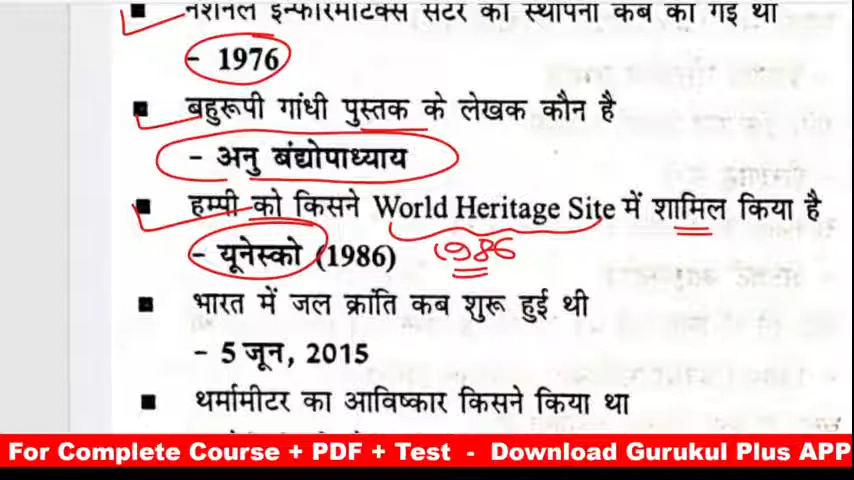 ■ नेशनल इन्फॉरमेटिक्स सेंटर की स्थापना कब की गई थी
- 1976
■ बहुरूपी गांधी पुस्तक के लेखक कौन है
- अनु बंद्योपाध्याय
■ हम्पी को किसने World Heritage Site में शामिल किया है
- यूनेस्को (1986) 1986
■ भारत में जल क्रांति कब शुरू हुई थी
- 5 जून, 2015
■ थर्मामीटर का आविष्कार किसने किया था
For Complete Course + PDF + Test - Download Gurukul Plus APP